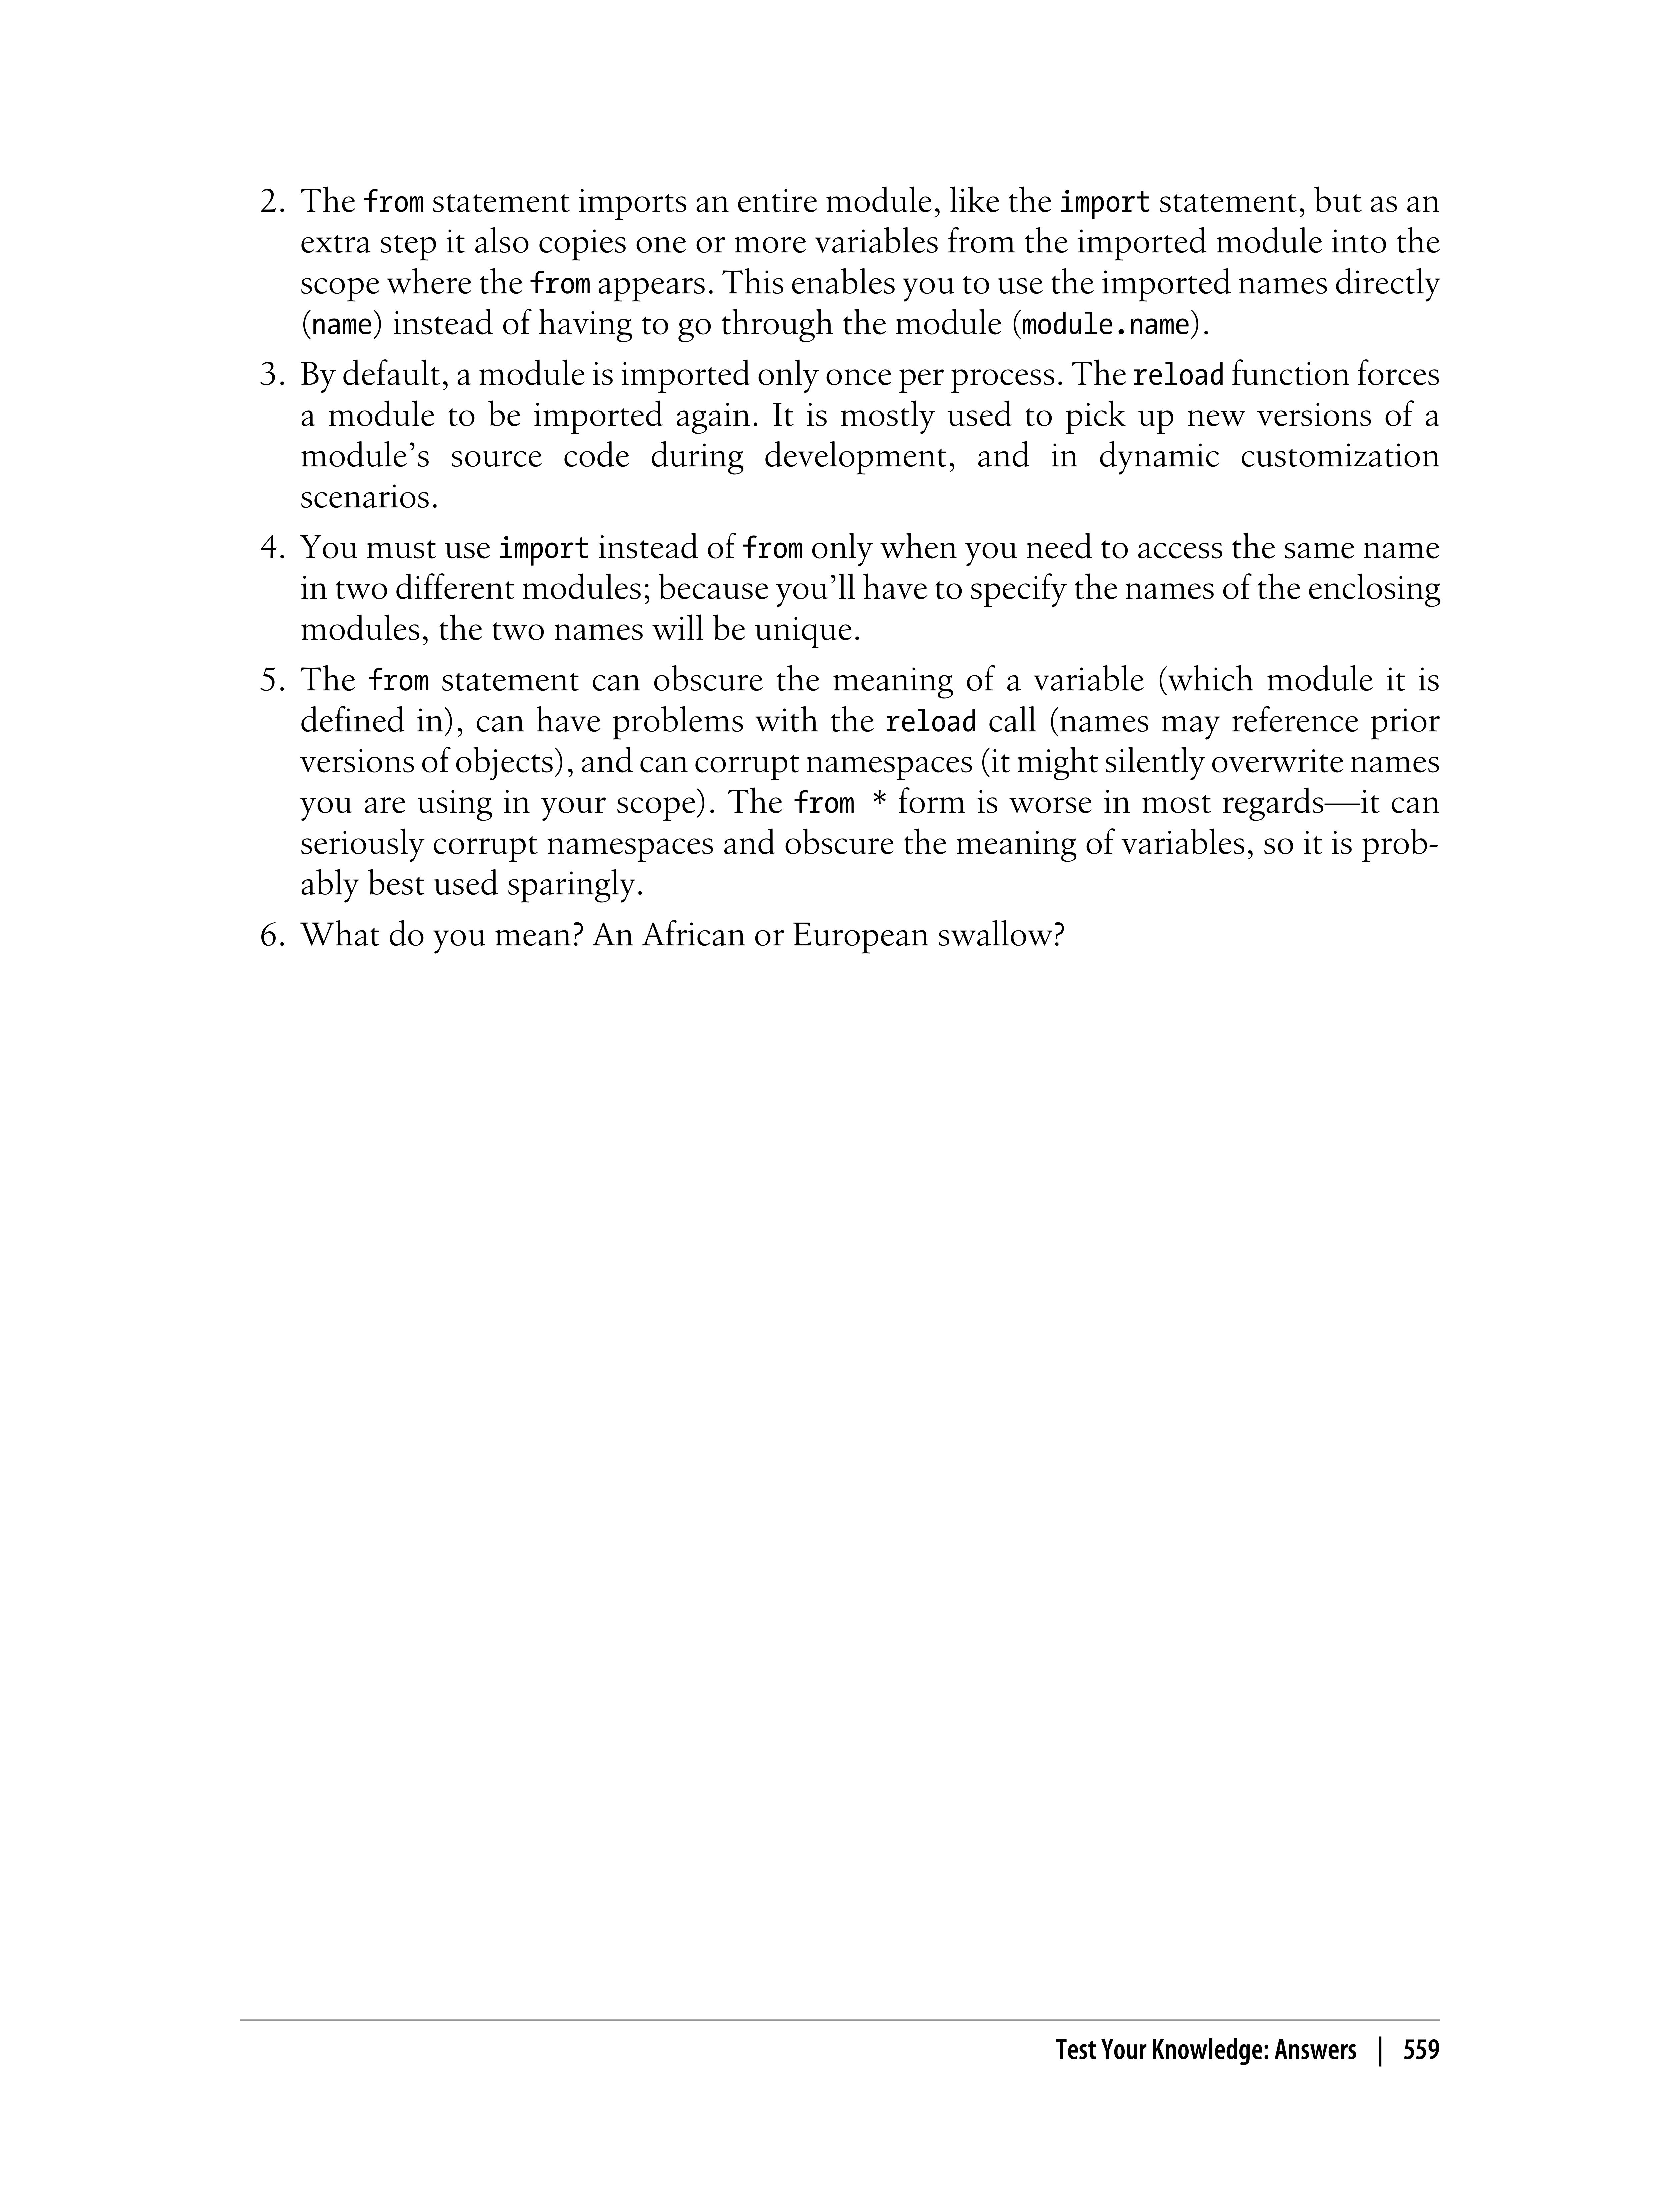 2. The from statement imports an entire module, like the import statement, but as an
extra step it also copies one or more variables from the imported module into the
scope where the from appears. This enables you to use the imported names directly
(name) instead of having to go through the module (module.name).
3. By default, a module is imported only once per process. The reload function forces
a module to be imported again. It is mostly used to pick up new versions of a
module’s source code during development, and in dynamic customization
scenarios.
4. You must use import instead of from only when you need to access the same name
in two different modules; because you’ll have to specify the names of the enclosing
modules, the two names will be unique.
5. The from statement can obscure the meaning of a variable (which module it is
defined in), can have problems with the reload call (names may reference prior
versions of objects), and can corrupt namespaces (it might silently overwrite names
you are using in your scope). The from * form is worse in most regards—it can
seriously corrupt namespaces and obscure the meaning of variables, so it is prob-
ably best used sparingly.
6. What do you mean? An African or European swallow?
Test Your Knowledge: Answers | 559